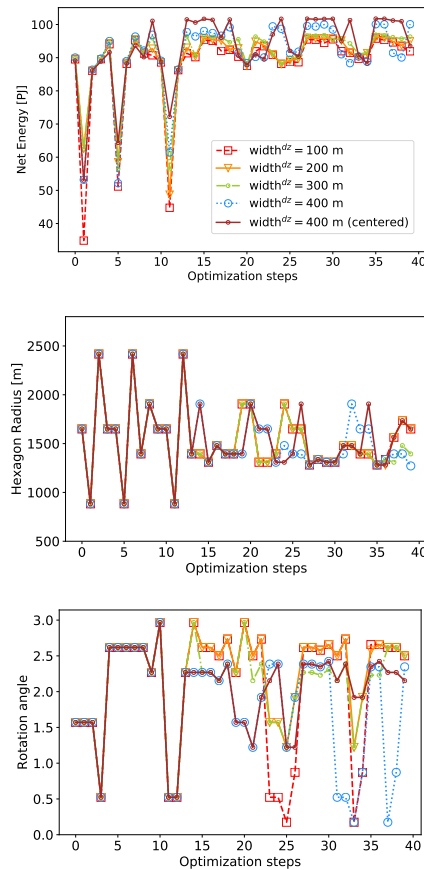 100
90
80
70
60
50
40
Net Energy [PJ]
width^dz = 100 m
width^dz = 200 m
width^dz = 300 m
width^dz = 400 m
width^dz = 400 m (centered)
0 5 10 15 20 25 30 35 40
Optimization steps
2500
2000
1500
1000
500
Hexagon Radius [m]
0 5 10 15 20 25 30 35 40
Optimization steps
3.0
2.5
2.0
1.5
1.0
0.5
0.0
Rotation angle
0 5 10 15 20 25 30 35 40
Optimization steps